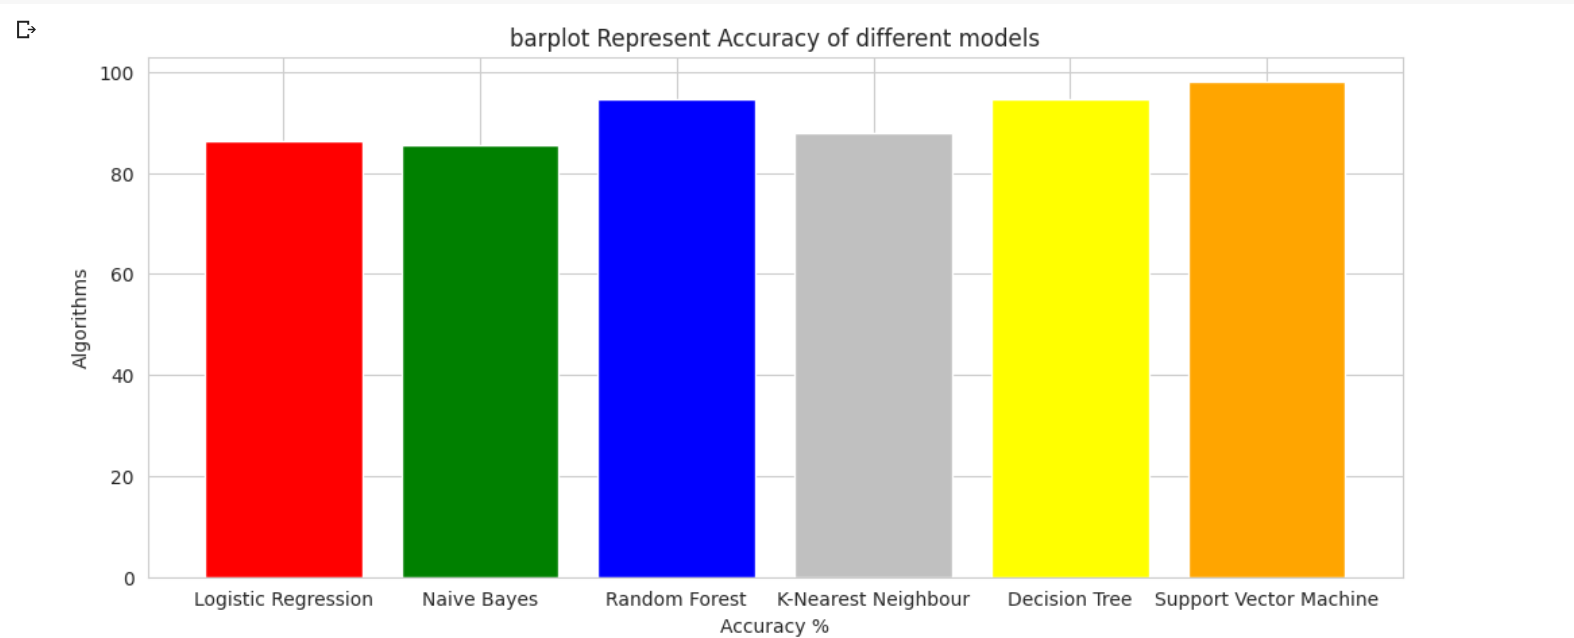 barplot Represent Accuracy of different models
100
80
60
40
20
0
Algorithms
Logistic Regression Naive Bayes Random Forest K-Nearest Neighbour Decision Tree Support Vector Machine
Accuracy %